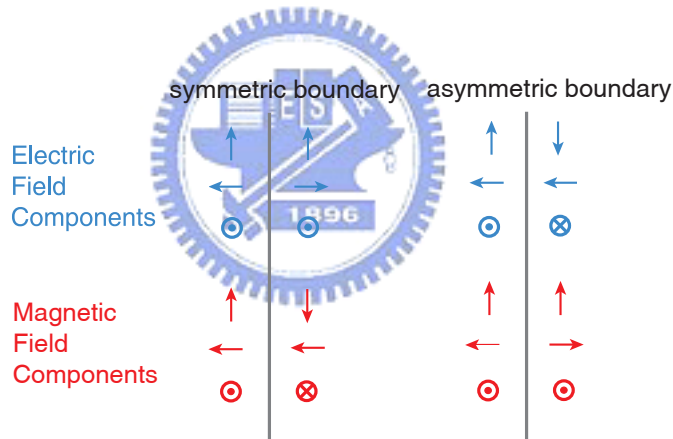 symmetric boundary
asymmetric boundary
E S
Electric
Field
Components
1896
Magnetic
Field
Components